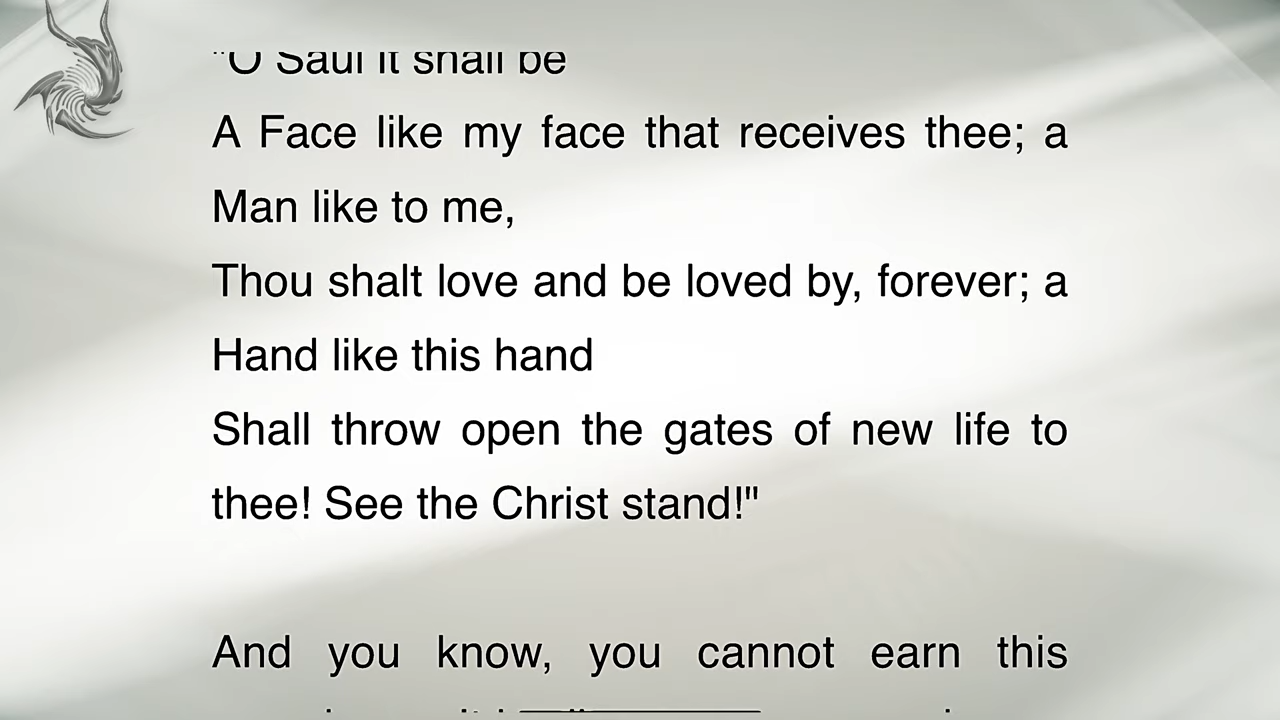 "O Saul it shall be
A Face like my face that receives thee; a
Man like to me,
Thou shalt love and be loved by, forever; a
Hand like this hand
Shall throw open the gates of new life to
thee! See the Christ stand!"
And you know, you cannot earn this